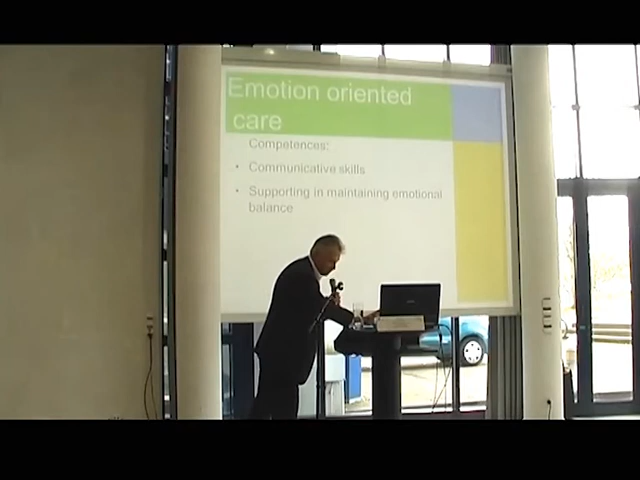 Emotion oriented
care
Competences:
• Communicative skills
• Supporting in maintaining emotional
balance